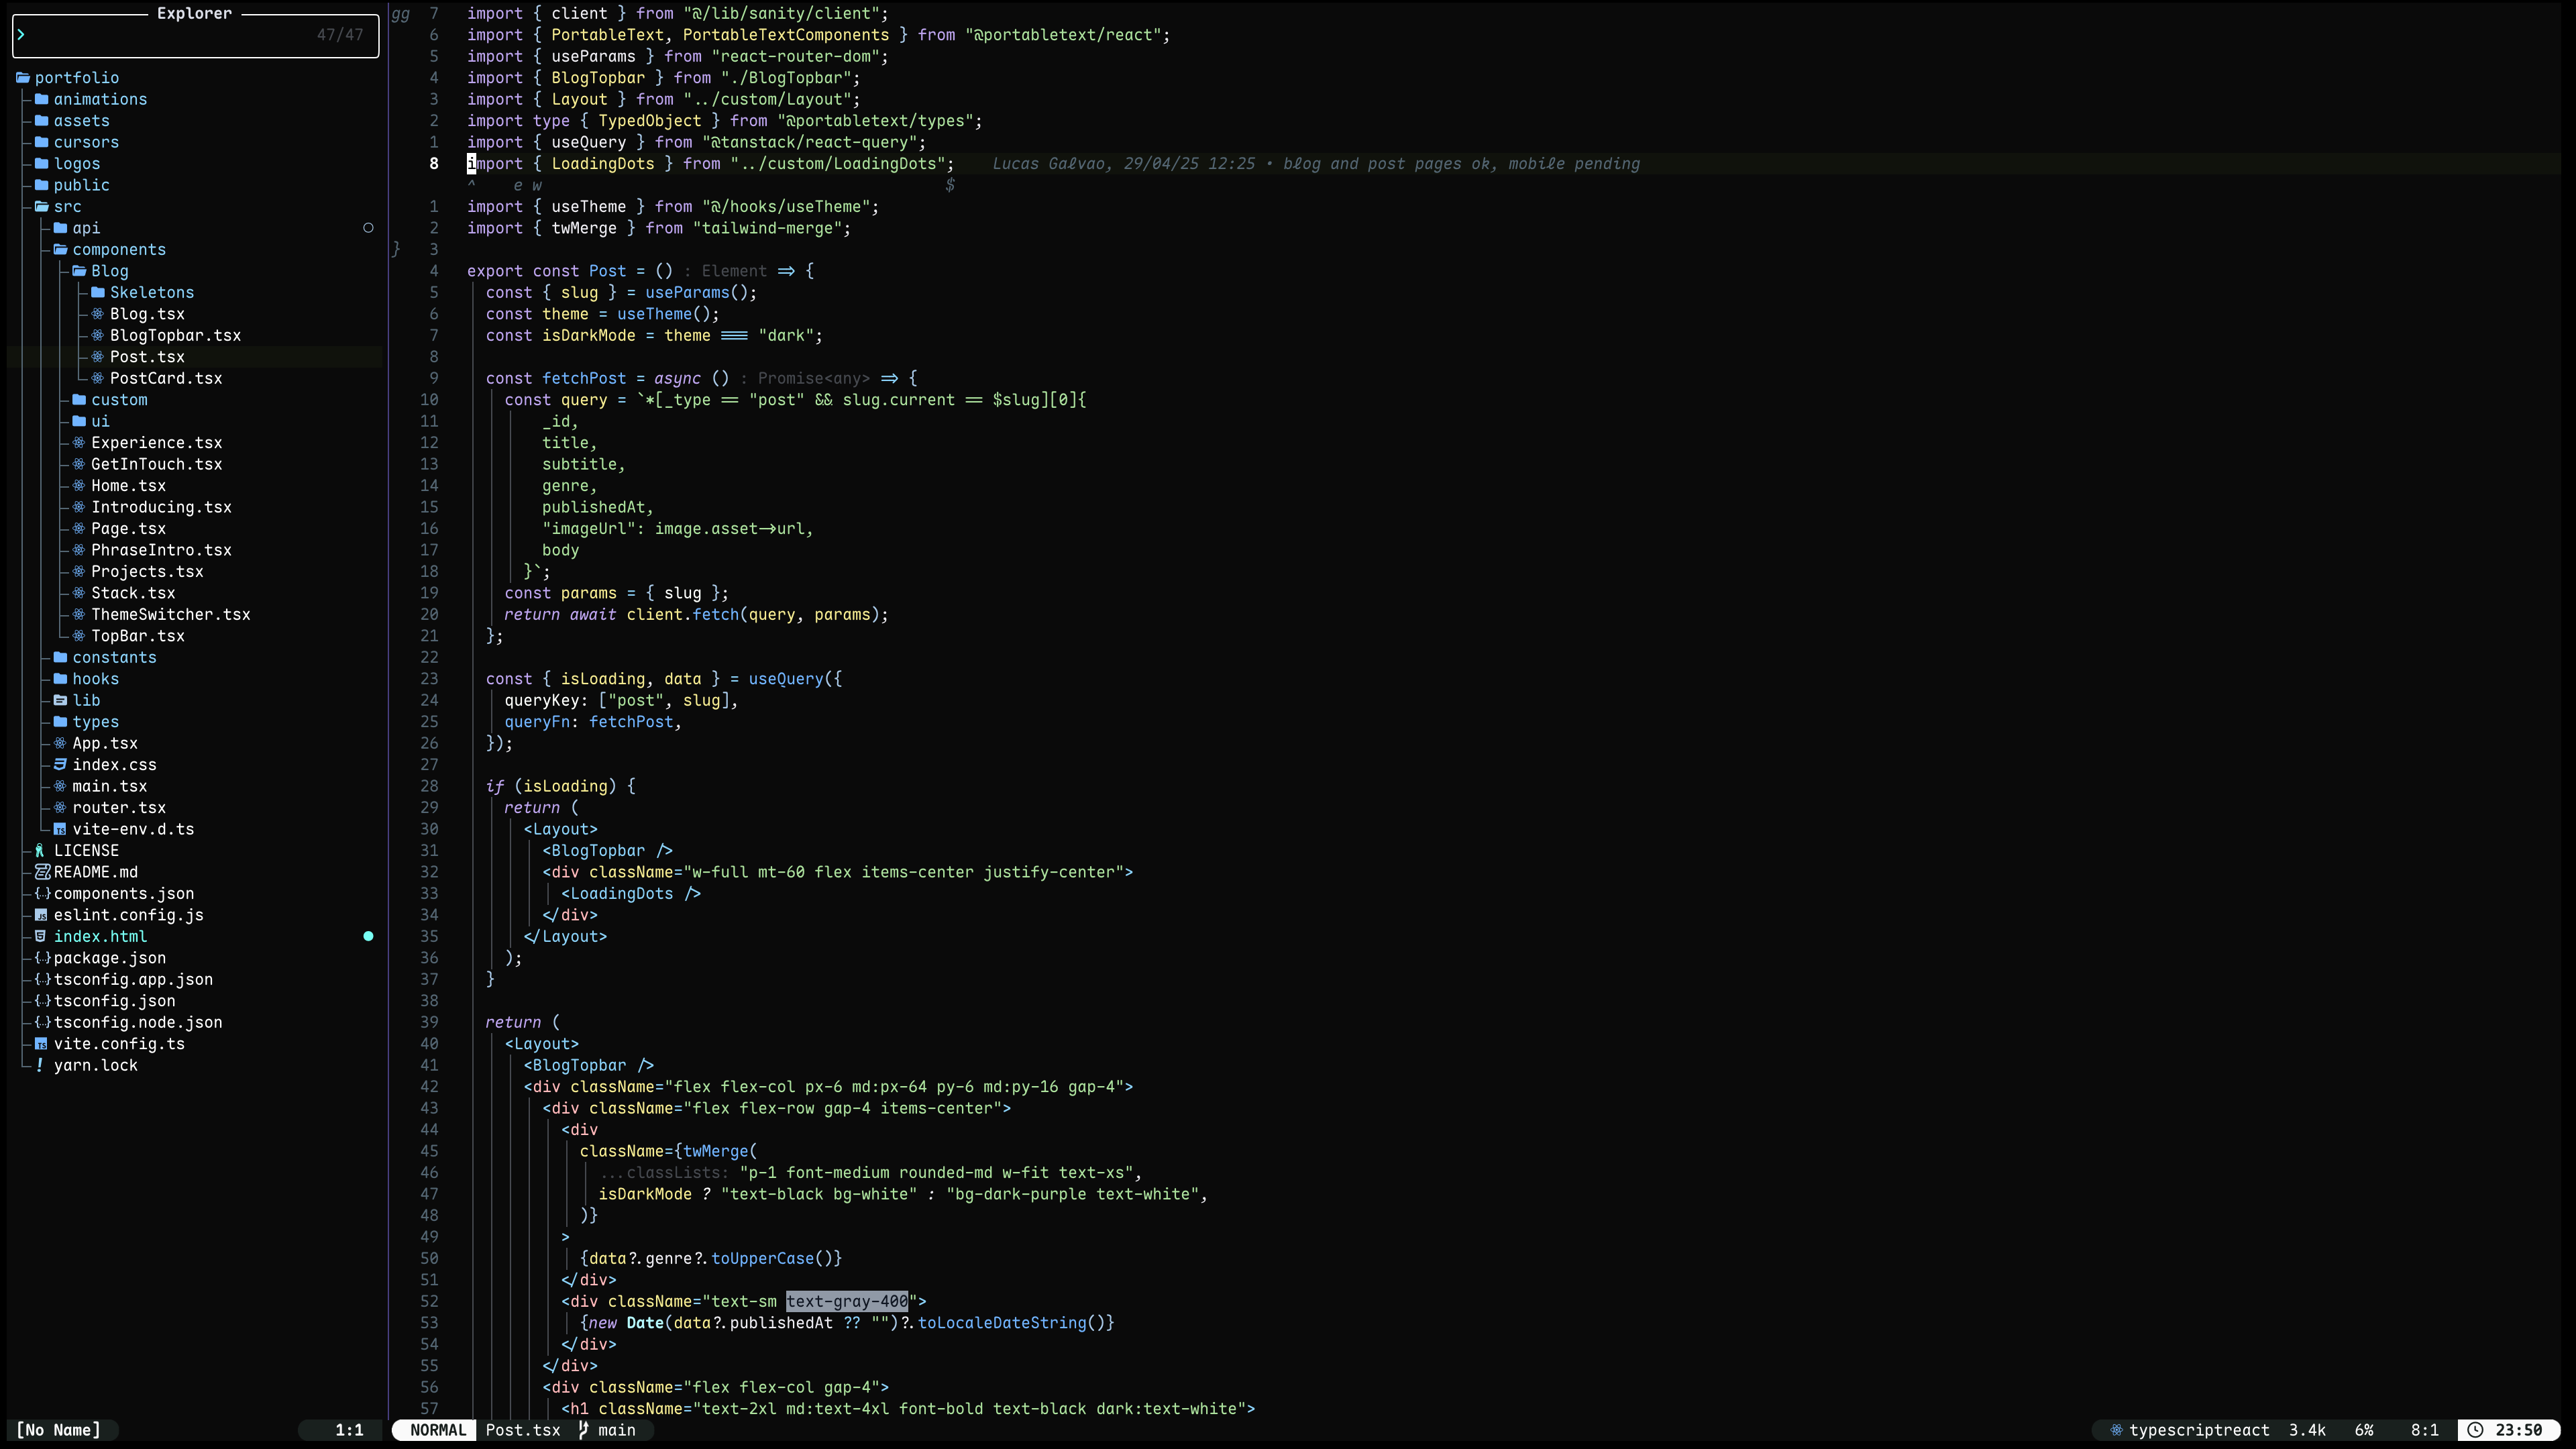 Explorer
47/47
portfolio
animations
assets
cursors
logos
public
src
api
components
Blog
Skeletons
Blog.tsx
BlogTopbar.tsx
Post.tsx
PostCard.tsx
custom
ui
Experience.tsx
GetInTouch.tsx
Home.tsx
Introducing.tsx
Page.tsx
PhraseIntro.tsx
Projects.tsx
Stack.tsx
ThemeSwitcher.tsx
TopBar.tsx
constants
hooks
lib
types
App.tsx
index.css
main.tsx
router.tsx
vite-env.d.ts
LICENSE
README.md
components.json
eslint.config.js
index.html
package.json
tsconfig.app.json
tsconfig.json
tsconfig.node.json
vite.config.ts
yarn.lock
[No Name] 1:1
gg 7 import { client } from "@/lib/sanity/client";
6 import { PortableText, PortableTextComponents } from "@portabletext/react";
5 import { useParams } from "react-router-dom";
4 import { BlogTopbar } from "./BlogTopbar";
3 import { Layout } from "../custom/Layout";
2 import type { TypedObject } from "@portabletext/types";
1 import { useQuery } from "@tanstack/react-query";
8 import { LoadingDots } from "../custom/LoadingDots"; Lucas Galvao, 29/04/25 12:25 • blog and post pages ok, mobile pending
^ e w $
1 import { useTheme } from "@/hooks/useTheme";
2 import { twMerge } from "tailwind-merge";
} 3
4 export const Post = () : Element => {
5 const { slug } = useParams();
6 const theme = useTheme();
7 const isDarkMode = theme === "dark";
8
9 const fetchPost = async () : Promise<any> => {
10 const query = `*[_type == "post" && slug.current == $slug][0]{
11 _id,
12 title,
13 subtitle,
14 genre,
15 publishedAt,
16 "imageUrl": image.asset->url,
17 body
18 }`;
19 const params = { slug };
20 return await client.fetch(query, params);
21 };
22
23 const { isLoading, data } = useQuery({
24 queryKey: ["post", slug],
25 queryFn: fetchPost,
26 });
27
28 if (isLoading) {
29 return (
30 <Layout>
31 <BlogTopbar />
32 <div className="w-full mt-60 flex items-center justify-center">
33 <LoadingDots />
34 </div>
35 </Layout>
36 );
37 }
38
39 return (
40 <Layout>
41 <BlogTopbar />
42 <div className="flex flex-col px-6 md:px-64 py-6 md:py-16 gap-4">
43 <div className="flex flex-row gap-4 items-center">
44 <div
45 className={twMerge(
46 ...classLists: "p-1 font-medium rounded-md w-fit text-xs",
47 isDarkMode ? "text-black bg-white" : "bg-dark-purple text-white",
48 )}
49 >
50 {data?.genre?.toUpperCase()}
51 </div>
52 <div className="text-sm text-gray-400">
53 {new Date(data?.publishedAt ?? "")?.toLocaleDateString()}
54 </div>
55 </div>
56 <div className="flex flex-col gap-4">
57 <h1 className="text-2xl md:text-4xl font-bold text-black dark:text-white">
NORMAL Post.tsx main typescriptreact 3.4k 6% 8:1 23:50